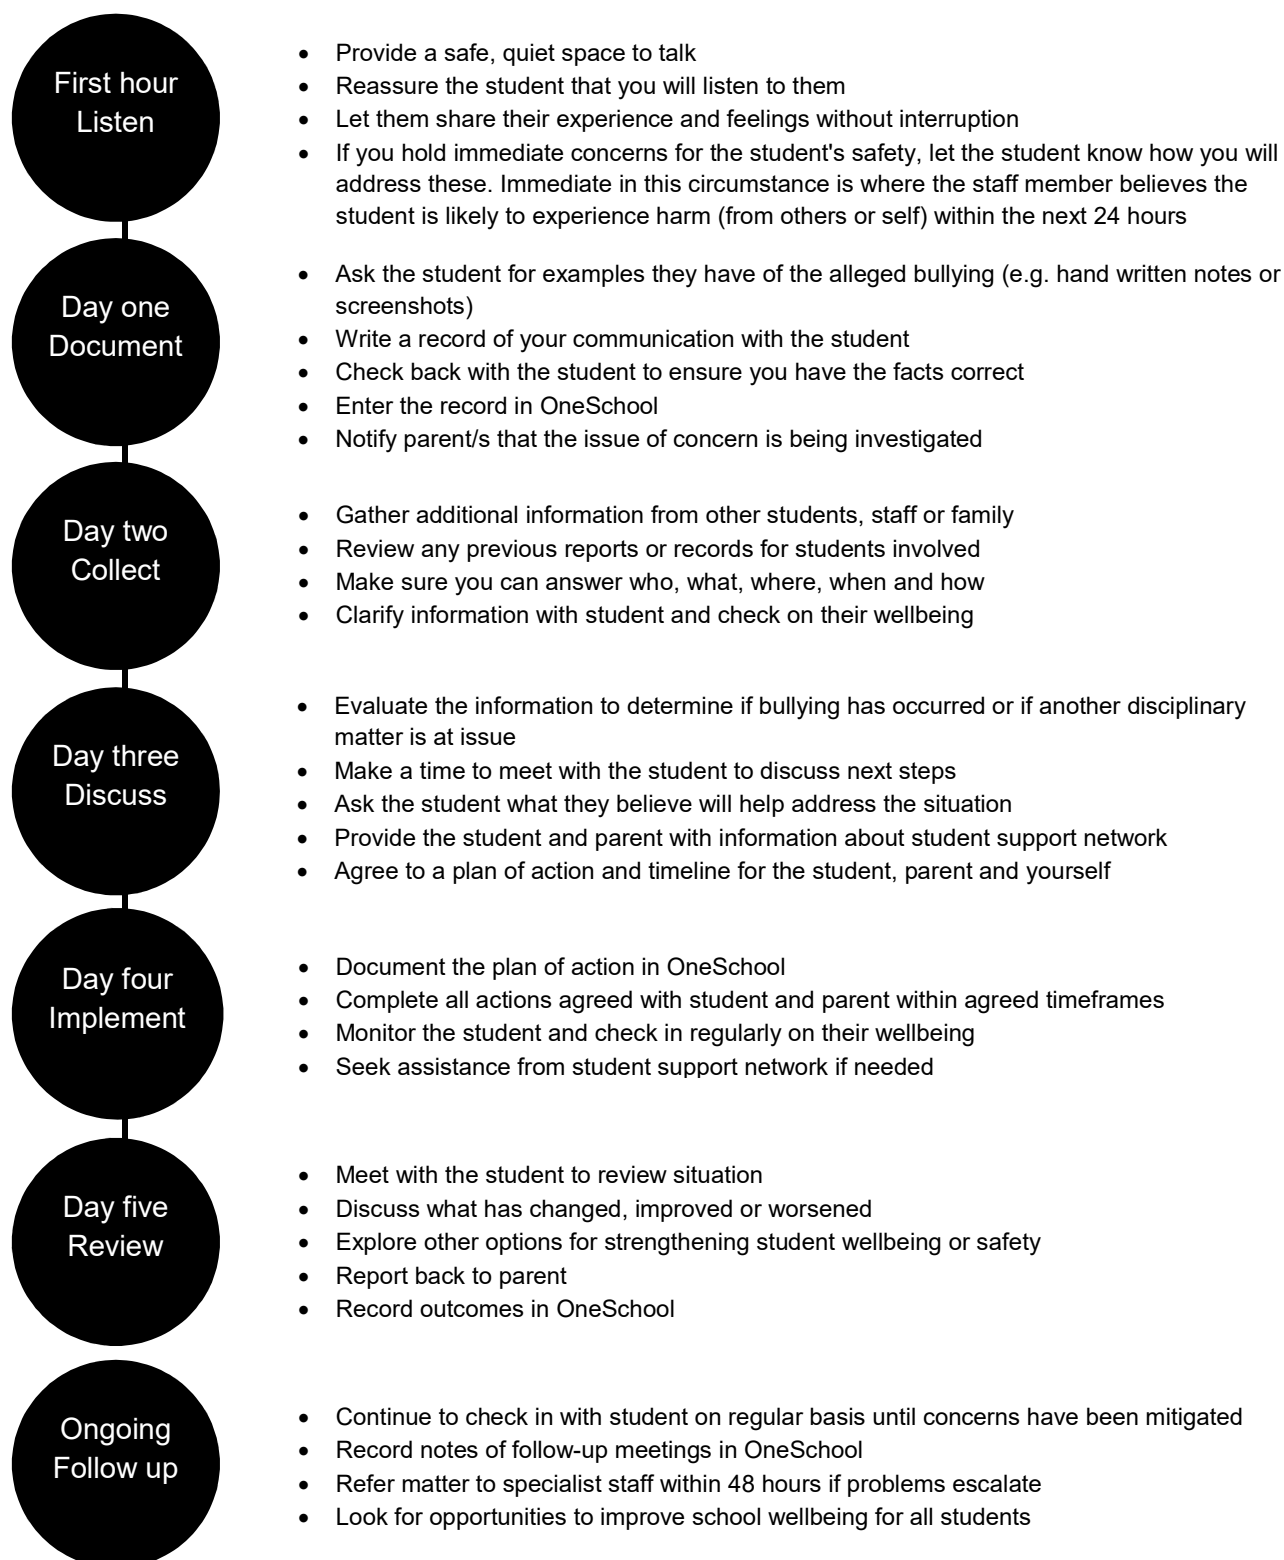 First hour
Listen
• Provide a safe, quiet space to talk
• Reassure the student that you will listen to them
• Let them share their experience and feelings without interruption
• If you hold immediate concerns for the student's safety, let the student know how you will
address these. Immediate in this circumstance is where the staff member believes the
student is likely to experience harm (from others or self) within the next 24 hours
Day one
Document
• Ask the student for examples they have of the alleged bullying (e.g. hand written notes or
screenshots)
• Write a record of your communication with the student
• Check back with the student to ensure you have the facts correct
• Enter the record in OneSchool
• Notify parent/s that the issue of concern is being investigated
Day two
Collect
• Gather additional information from other students, staff or family
• Review any previous reports or records for students involved
• Make sure you can answer who, what, where, when and how
• Clarify information with student and check on their wellbeing
Day three
Discuss
• Evaluate the information to determine if bullying has occurred or if another disciplinary
matter is at issue
• Make a time to meet with the student to discuss next steps
• Ask the student what they believe will help address the situation
• Provide the student and parent with information about student support network
• Agree to a plan of action and timeline for the student, parent and yourself
Day four
Implement
• Document the plan of action in OneSchool
• Complete all actions agreed with student and parent within agreed timeframes
• Monitor the student and check in regularly on their wellbeing
• Seek assistance from student support network if needed
Day five
Review
• Meet with the student to review situation
• Discuss what has changed, improved or worsened
• Explore other options for strengthening student wellbeing or safety
• Report back to parent
• Record outcomes in OneSchool
Ongoing
Follow up
• Continue to check in with student on regular basis until concerns have been mitigated
• Record notes of follow-up meetings in OneSchool
• Refer matter to specialist staff within 48 hours if problems escalate
• Look for opportunities to improve school wellbeing for all students